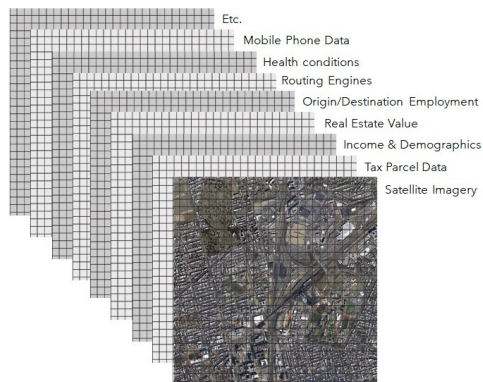 Etc.
Mobile Phone Data
Health conditions
Routing Engines
Origin/Destination Employment
Real Estate Value
Income & Demographics
Tax Parcel Data
Satellite Imagery